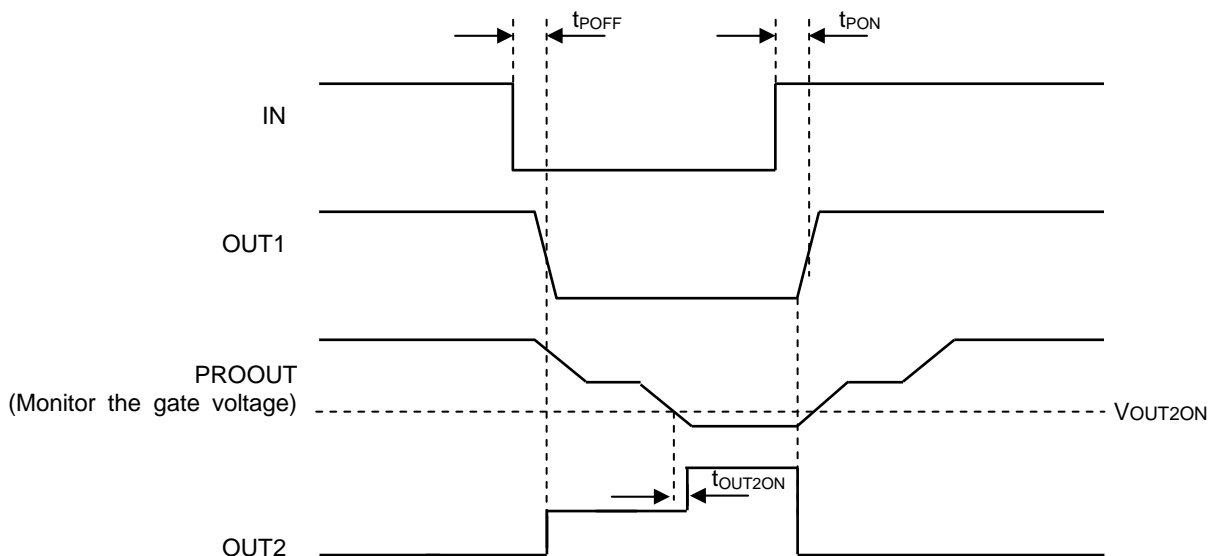 tPOFF
tPON
IN
OUT1
PROOUT
(Monitor the gate voltage)
VOUT2ON
tOUT2ON
OUT2